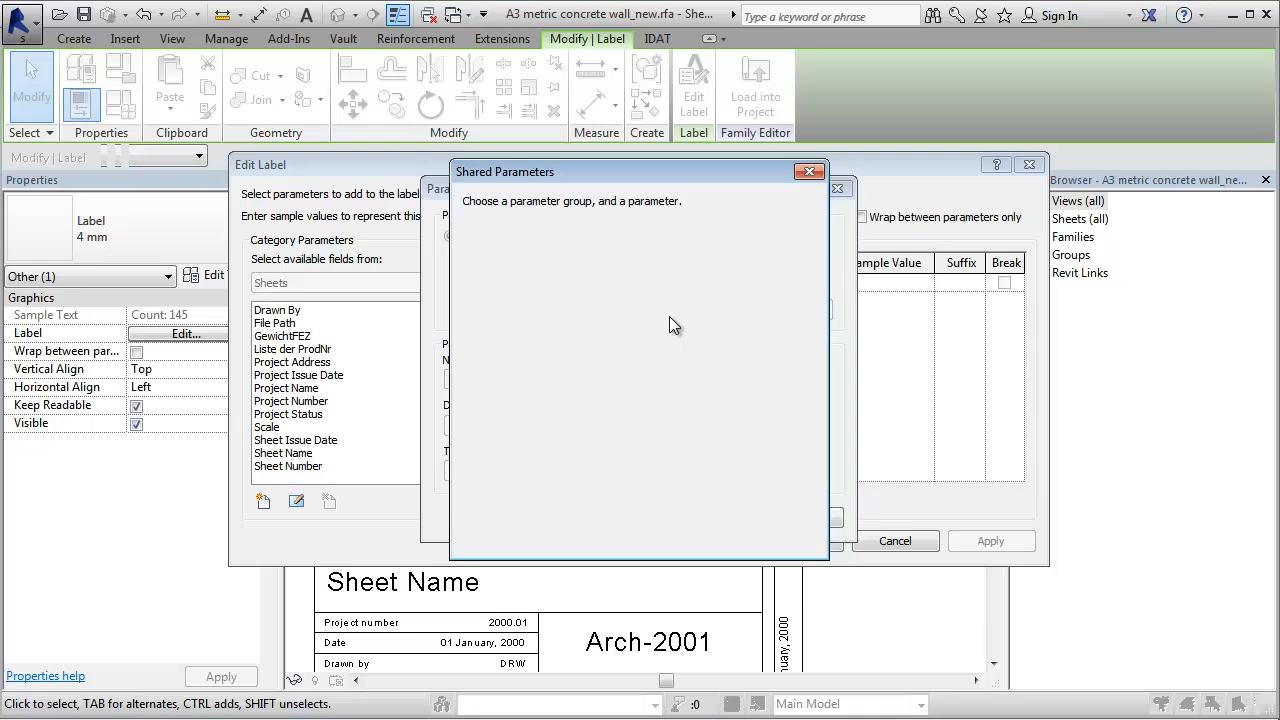 A3 metric concrete wall_new.rfa - She...
Type a keyword or phrase
Sign In
s
Create
Insert
View
Manage
Add-Ins
Vault
Reinforcement
Extensions
Modify | Label
IDAT
Modify
Paste
Cut
Join
Edit
Label
Load into
Project
Select
Properties
Clipboard
Geometry
Modify
Measure
Create
Label
Family Editor
Modify | Label
Properties
Label
4 mm
Other (1)
Edit
Graphics
Sample Text
Count: 145
Label
Edit...
Wrap between par...
Vertical Align
Top
Horizontal Align
Left
Keep Readable
Visible
Properties help
Apply
Edit Label
Select parameters to add to the label
Enter sample values to represent this
Wrap between parameters only
Category Parameters
Select available fields from:
Sheets
Drawn By
File Path
GewichtFEZ
Liste der ProdNr
Project Address
Project Issue Date
Project Name
Project Number
Project Status
Scale
Sheet Issue Date
Sheet Name
Sheet Number
ample Value
Suffix
Break
Cancel
Apply
Para
Shared Parameters
Choose a parameter group, and a parameter.
Browser - A3 metric concrete wall_ne...
Views (all)
Sheets (all)
Families
Groups
Revit Links
Sheet Name
Project number
2000.01
Date
01 January, 2000
Drawn by
DRW
Arch-2001
uary, 2000
Click to select, TAB for alternates, CTRL adds, SHIFT unselects.
:0
Main Model